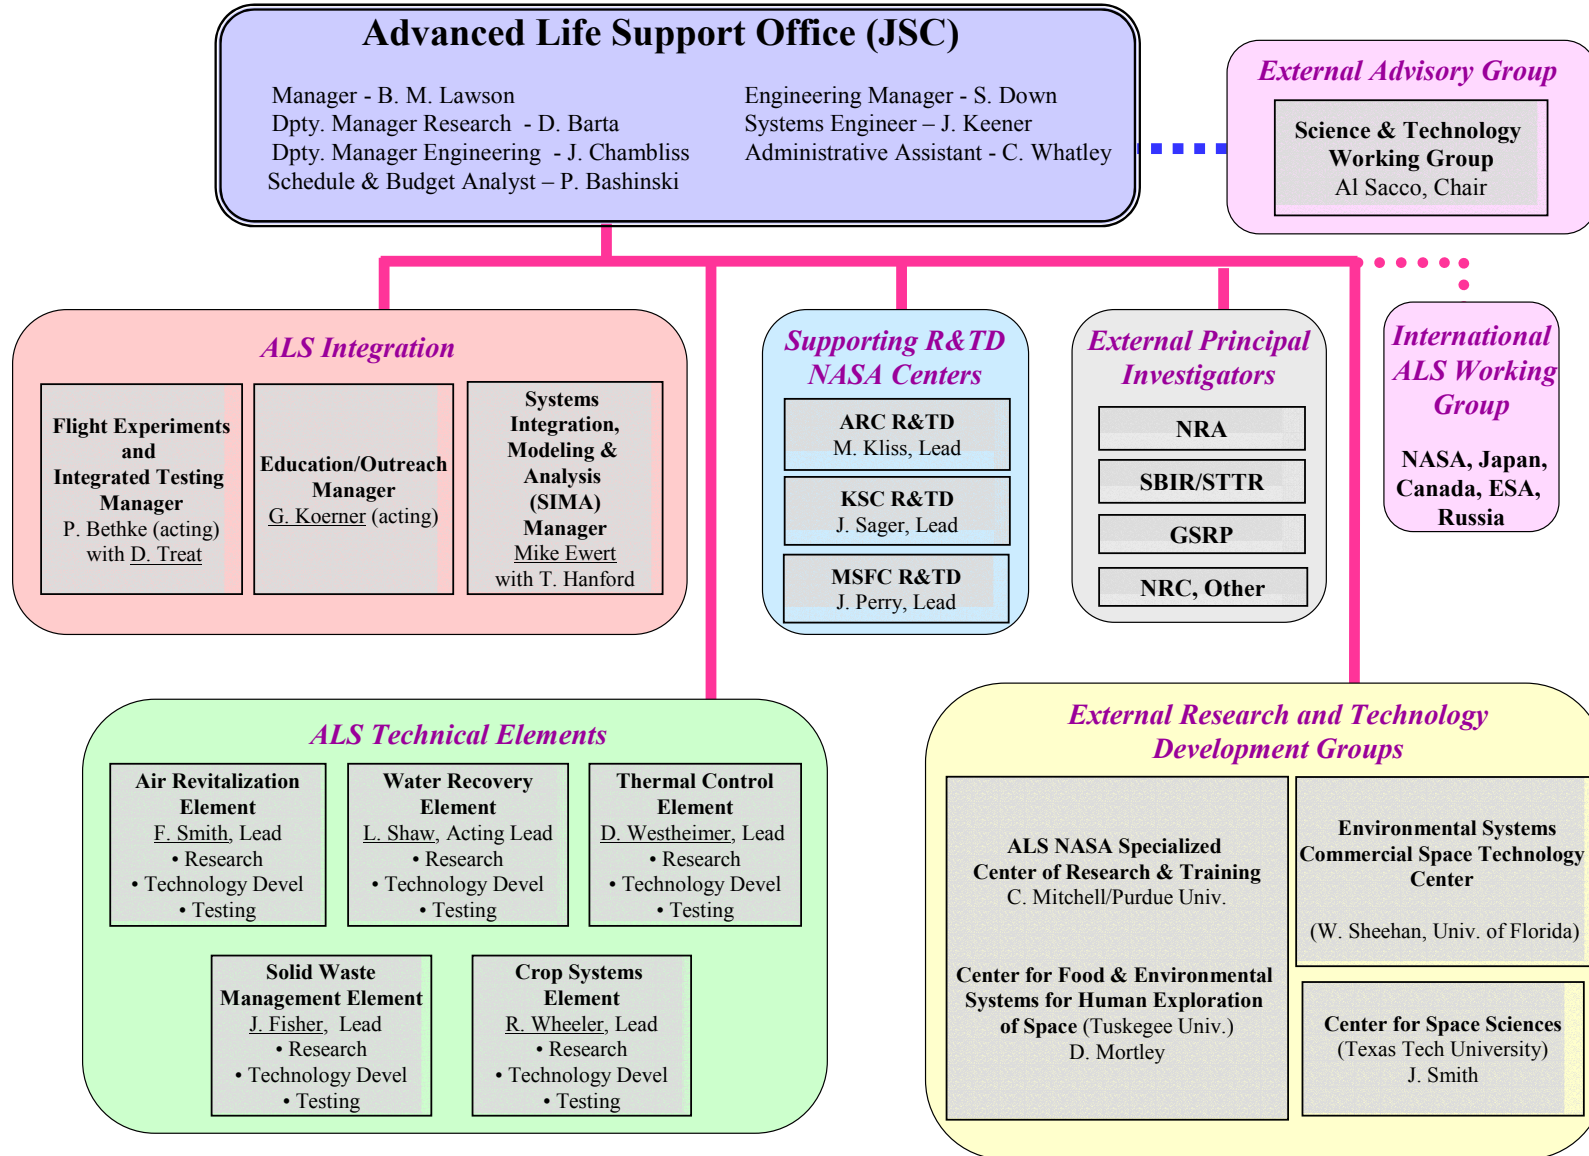 Advanced Life Support Office (JSC)
Manager - B. M. Lawson
Dpty. Manager Research - D. Barta
Dpty. Manager Engineering - J. Chambliss
Schedule & Budget Analyst – P. Bashinski
Engineering Manager - S. Down
Systems Engineer – J. Keener
Administrative Assistant - C. Whatley
External Advisory Group
Science & Technology
Working Group
Al Sacco, Chair
ALS Integration
Flight Experiments
and
Integrated Testing
Manager
P. Bethke (acting)
with D. Treat
Education/Outreach
Manager
G. Koerner (acting)
Systems
Integration,
Modeling &
Analysis
(SIMA)
Manager
Mike Ewert
with T. Hanford
Supporting R&TD
NASA Centers
ARC R&TD
M. Kliss, Lead
KSC R&TD
J. Sager, Lead
MSFC R&TD
J. Perry, Lead
External Principal
Investigators
NRA
SBIR/STTR
GSRP
NRC, Other
International
ALS Working
Group
NASA, Japan,
Canada, ESA,
Russia
ALS Technical Elements
Air Revitalization
Element
F. Smith, Lead
• Research
• Technology Devel
• Testing
Water Recovery
Element
L. Shaw, Acting Lead
• Research
• Technology Devel
• Testing
Thermal Control
Element
D. Westheimer, Lead
• Research
• Technology Devel
• Testing
Solid Waste
Management Element
J. Fisher, Lead
• Research
• Technology Devel
• Testing
Crop Systems
Element
R. Wheeler, Lead
• Research
• Technology Devel
• Testing
External Research and Technology
Development Groups
ALS NASA Specialized
Center of Research & Training
C. Mitchell/Purdue Univ.
Center for Food & Environmental
Systems for Human Exploration
of Space (Tuskegee Univ.)
D. Mortley
Environmental Systems
Commercial Space Technology
Center
(W. Sheehan, Univ. of Florida)
Center for Space Sciences
(Texas Tech University)
J. Smith